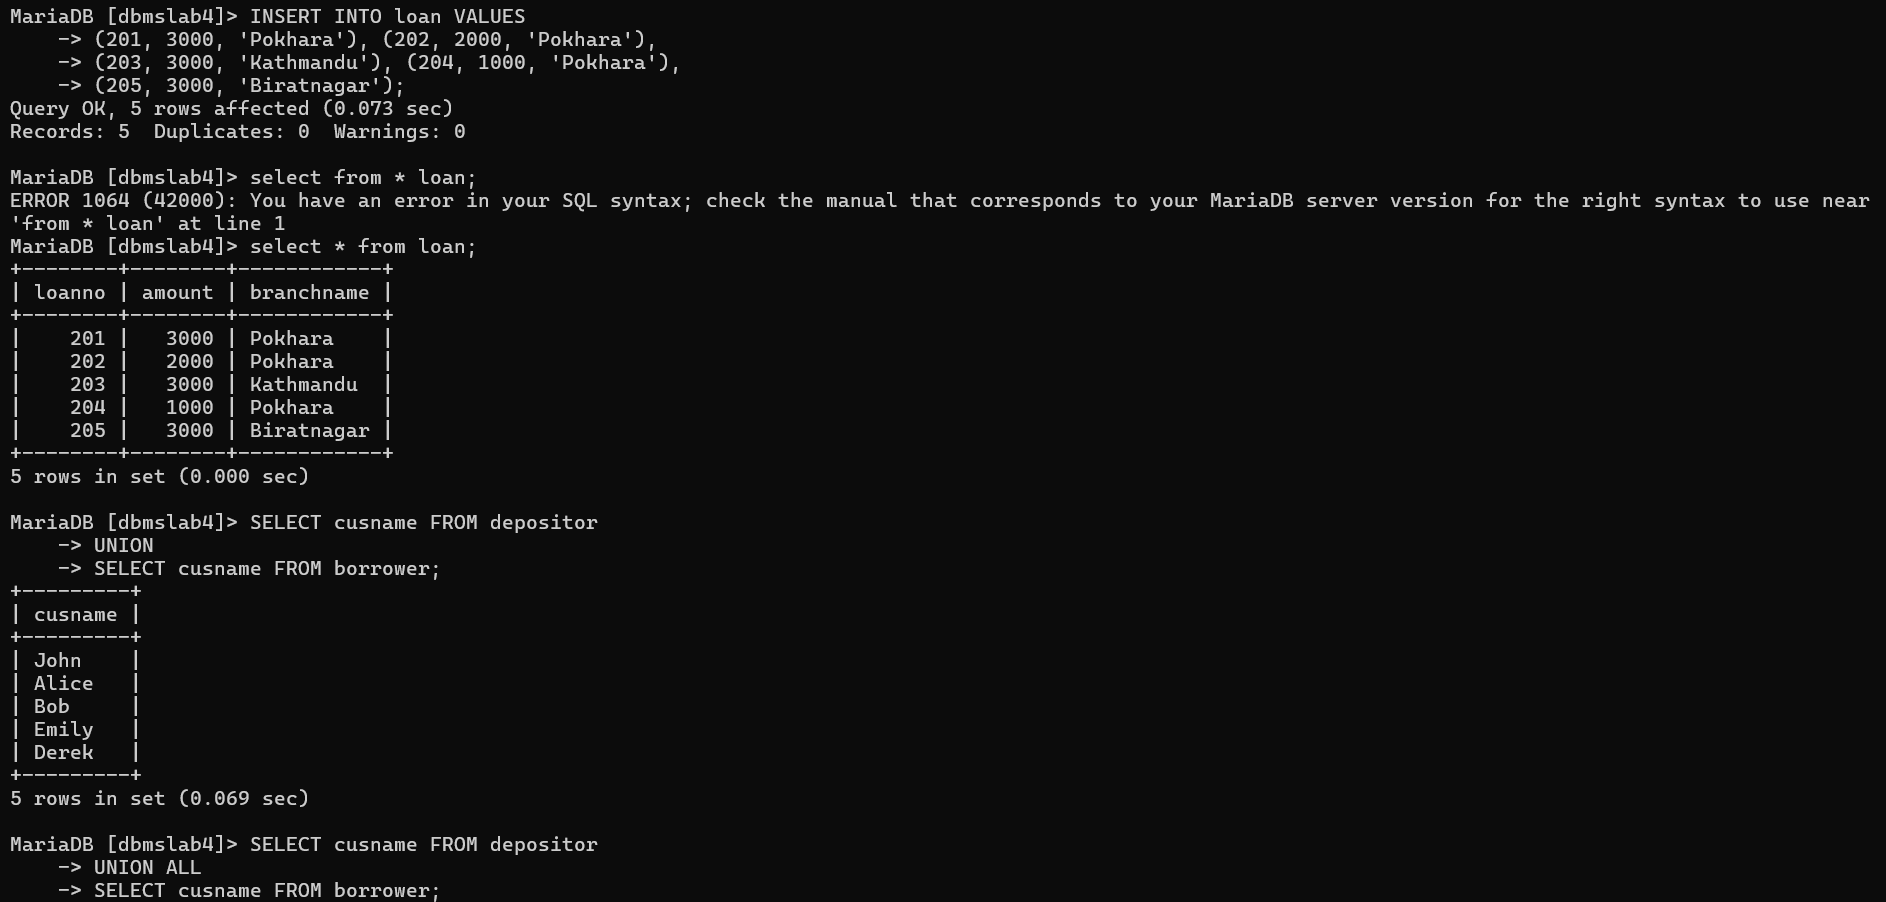 MariaDB [dbmslab4]> INSERT INTO loan VALUES
    -> (201, 3000, 'Pokhara'), (202, 2000, 'Pokhara'),
    -> (203, 3000, 'Kathmandu'), (204, 1000, 'Pokhara'),
    -> (205, 3000, 'Biratnagar');
Query OK, 5 rows affected (0.073 sec)
Records: 5  Duplicates: 0  Warnings: 0

MariaDB [dbmslab4]> select from * loan;
ERROR 1064 (42000): You have an error in your SQL syntax; check the manual that corresponds to your MariaDB server version for the right syntax to use near
'from * loan' at line 1
MariaDB [dbmslab4]> select * from loan;
+--------+--------+------------+
| loanno | amount | branchname |
+--------+--------+------------+
|    201 |   3000 | Pokhara    |
|    202 |   2000 | Pokhara    |
|    203 |   3000 | Kathmandu  |
|    204 |   1000 | Pokhara    |
|    205 |   3000 | Biratnagar |
+--------+--------+------------+
5 rows in set (0.000 sec)

MariaDB [dbmslab4]> SELECT cusname FROM depositor
    -> UNION
    -> SELECT cusname FROM borrower;
+---------+
| cusname |
+---------+
| John    |
| Alice   |
| Bob     |
| Emily   |
| Derek   |
+---------+
5 rows in set (0.069 sec)

MariaDB [dbmslab4]> SELECT cusname FROM depositor
    -> UNION ALL
    -> SELECT cusname FROM borrower;